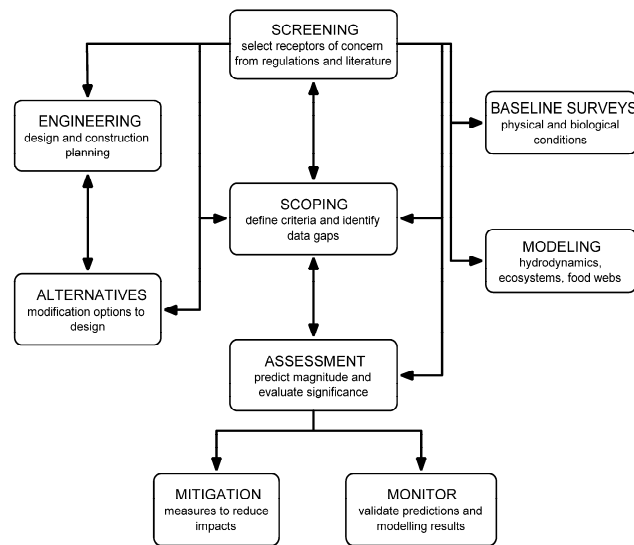 SCREENING
select receptors of concern
from regulations and literature
ENGINEERING
design and construction
planning
BASELINE SURVEYS
physical and biological
conditions
SCOPING
define criteria and identify
data gaps
MODELING
hydrodynamics,
ecosystems, food webs
ALTERNATIVES
modification options to
design
ASSESSMENT
predict magnitude and
evaluate significance
MITIGATION
measures to reduce
impacts
MONITOR
validate predictions and
modelling results